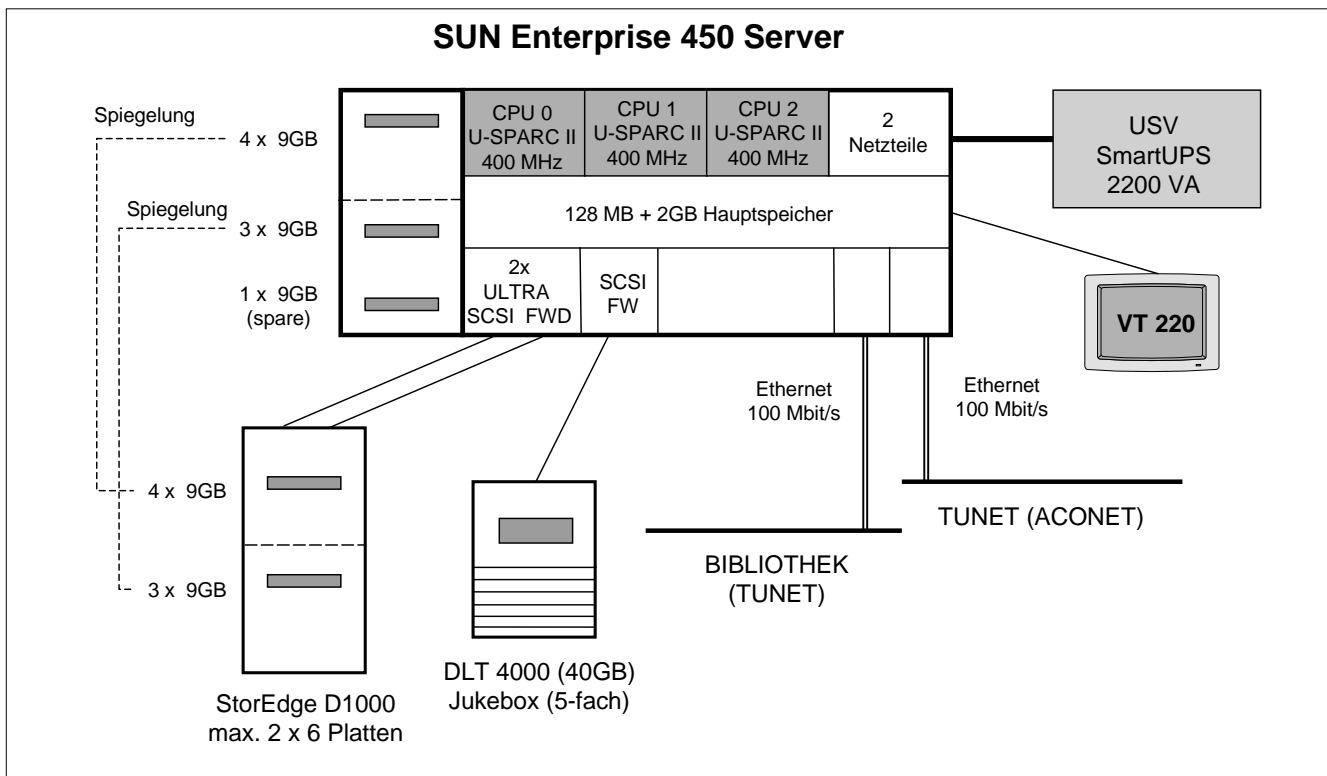 SUN Enterprise 450 Server
Spiegelung
4 x 9GB
Spiegelung
3 x 9GB
1 x 9GB
(spare)
CPU 0
U-SPARC II
400 MHz
CPU 1
U-SPARC II
400 MHz
CPU 2
U-SPARC II
400 MHz
2
Netzteile
128 MB + 2GB Hauptspeicher
2x
ULTRA
SCSI FWD
SCSI
FW
USV
SmartUPS
2200 VA
VT 220
Ethernet
100 Mbit/s
Ethernet
100 Mbit/s
4 x 9GB
3 x 9GB
StorEdge D1000
max. 2 x 6 Platten
DLT 4000 (40GB)
Jukebox (5-fach)
BIBLIOTHEK
(TUNET)
TUNET (ACONET)